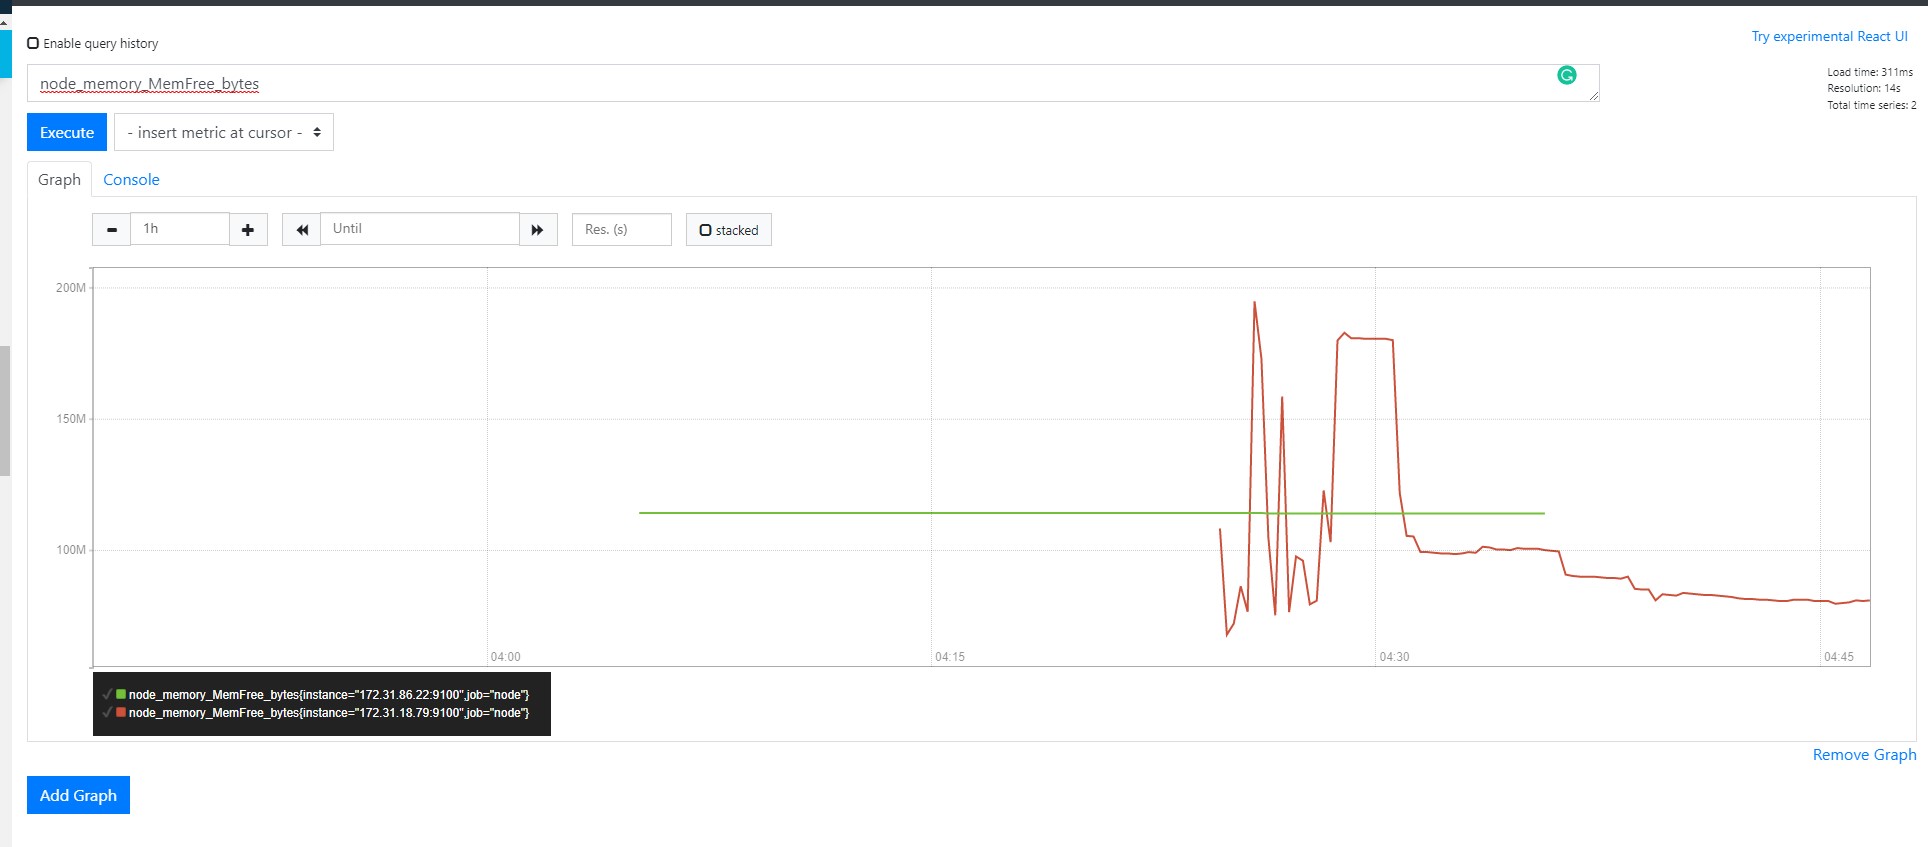 Enable query history
Try experimental React UI
node_memory_MemFree_bytes
Load time: 311ms
Resolution: 14s
Total time series: 2
Execute
- insert metric at cursor -
Graph
Console
1h
Until
Res. (s)
stacked
200M
150M
100M
04:00
04:15
04:30
04:45
node_memory_MemFree_bytes{instance="172.31.86.22:9100",job="node"}
node_memory_MemFree_bytes{instance="172.31.18.79:9100",job="node"}
Remove Graph
Add Graph